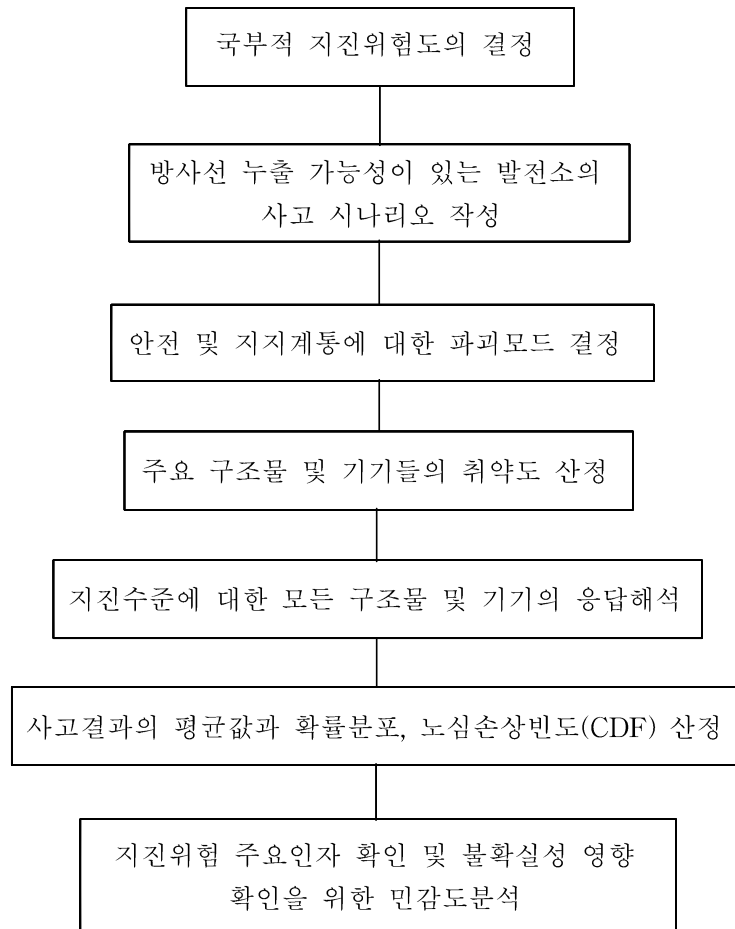 국부적 지진위험도의 결정
방사선 누출 가능성이 있는 발전소의
사고 시나리오 작성
안전 및 지지계통에 대한 파괴모드 결정
주요 구조물 및 기기들의 취약도 산정
지진수준에 대한 모든 구조물 및 기기의 응답해석
사고결과의 평균값과 확률분포, 노심손상빈도(CDF) 산정
지진위험 주요인자 확인 및 불확실성 영향
확인을 위한 민감도분석